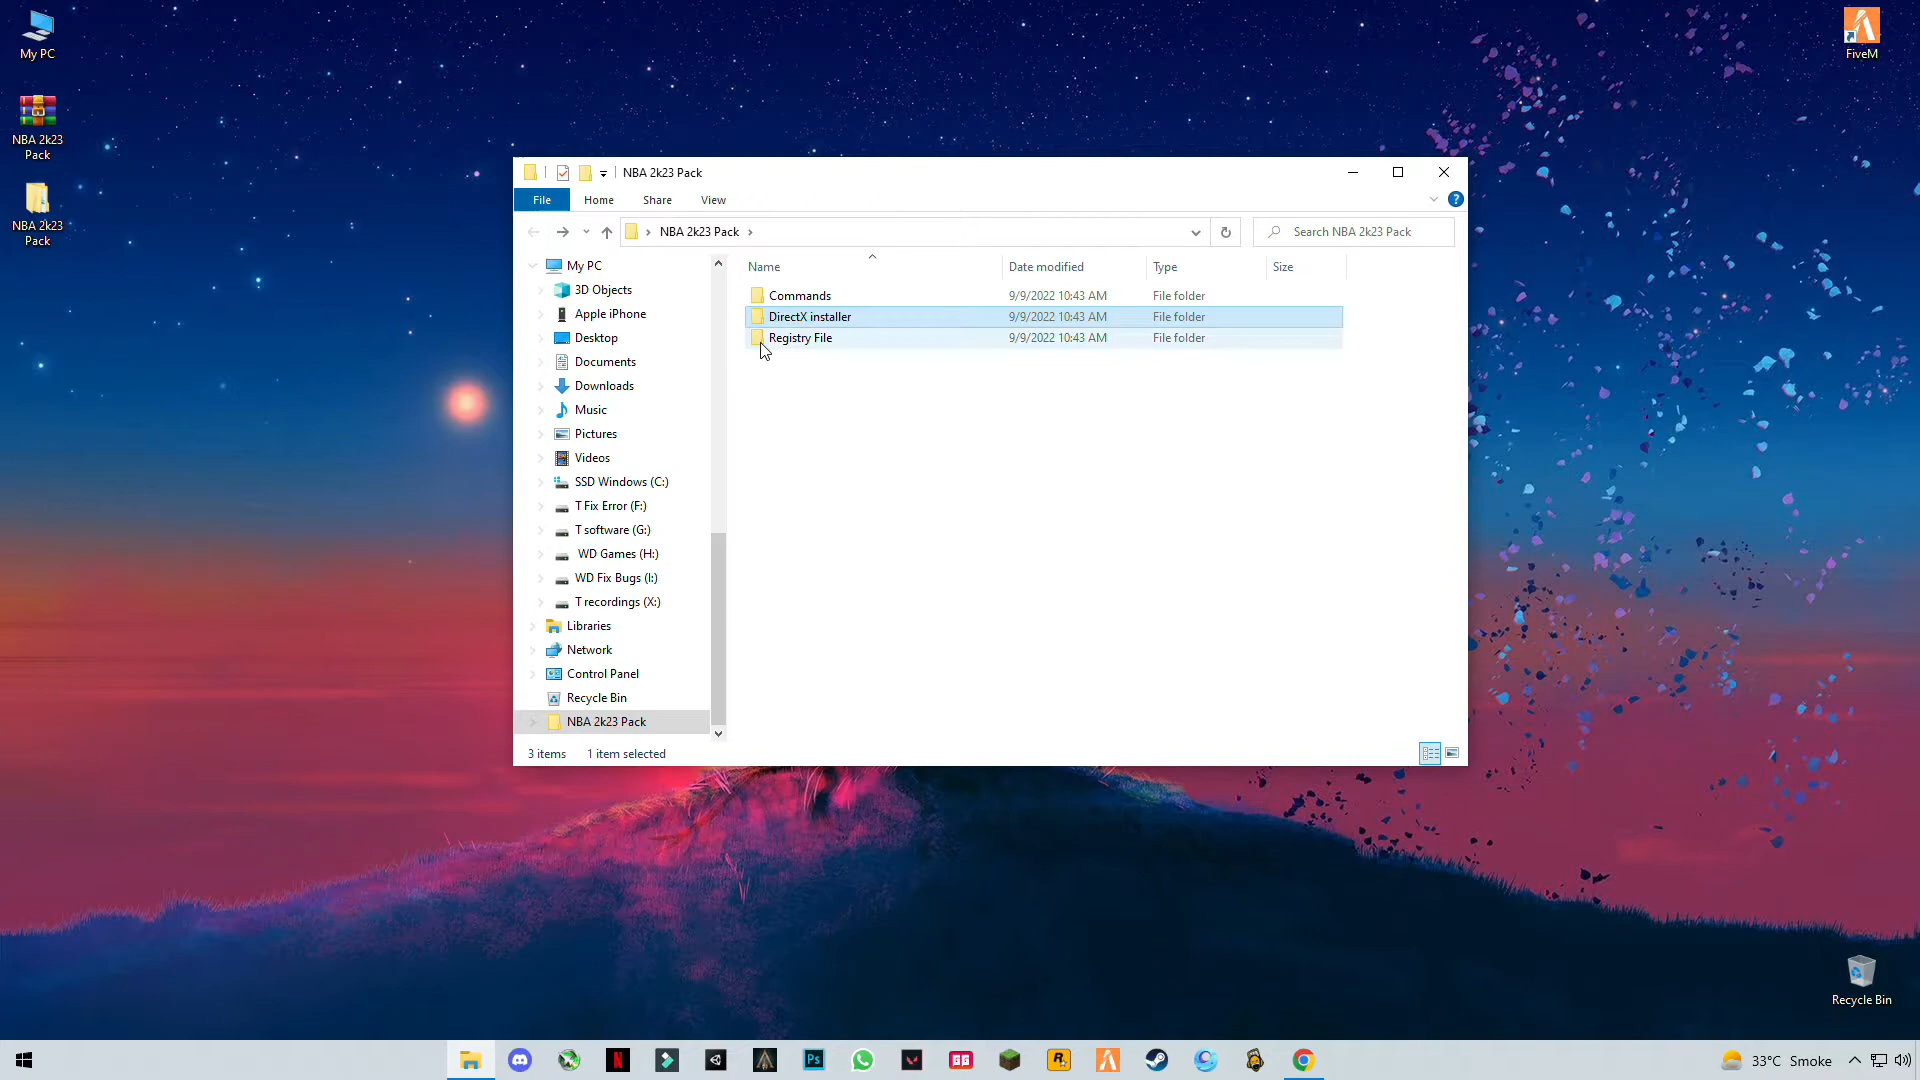 My PC
NBA 2k23
Pack
NBA 2k23
Pack
FiveM
NBA 2k23 Pack
File
Home
Share
View
NBA 2k23 Pack
Search NBA 2k23 Pack
My PC
3D Objects
Apple iPhone
Desktop
Documents
Downloads
Music
Pictures
Videos
SSD Windows (C:)
T Fix Error (F:)
T software (G:)
WD Games (H:)
WD Fix Bugs (I:)
T recordings (X:)
Libraries
Network
Control Panel
Recycle Bin
NBA 2k23 Pack
Name Date modified Type Size
Commands 9/9/2022 10:43 AM File folder
DirectX installer 9/9/2022 10:43 AM File folder
Registry File 9/9/2022 10:43 AM File folder
3 items 1 item selected
Recycle Bin
33°C Smoke